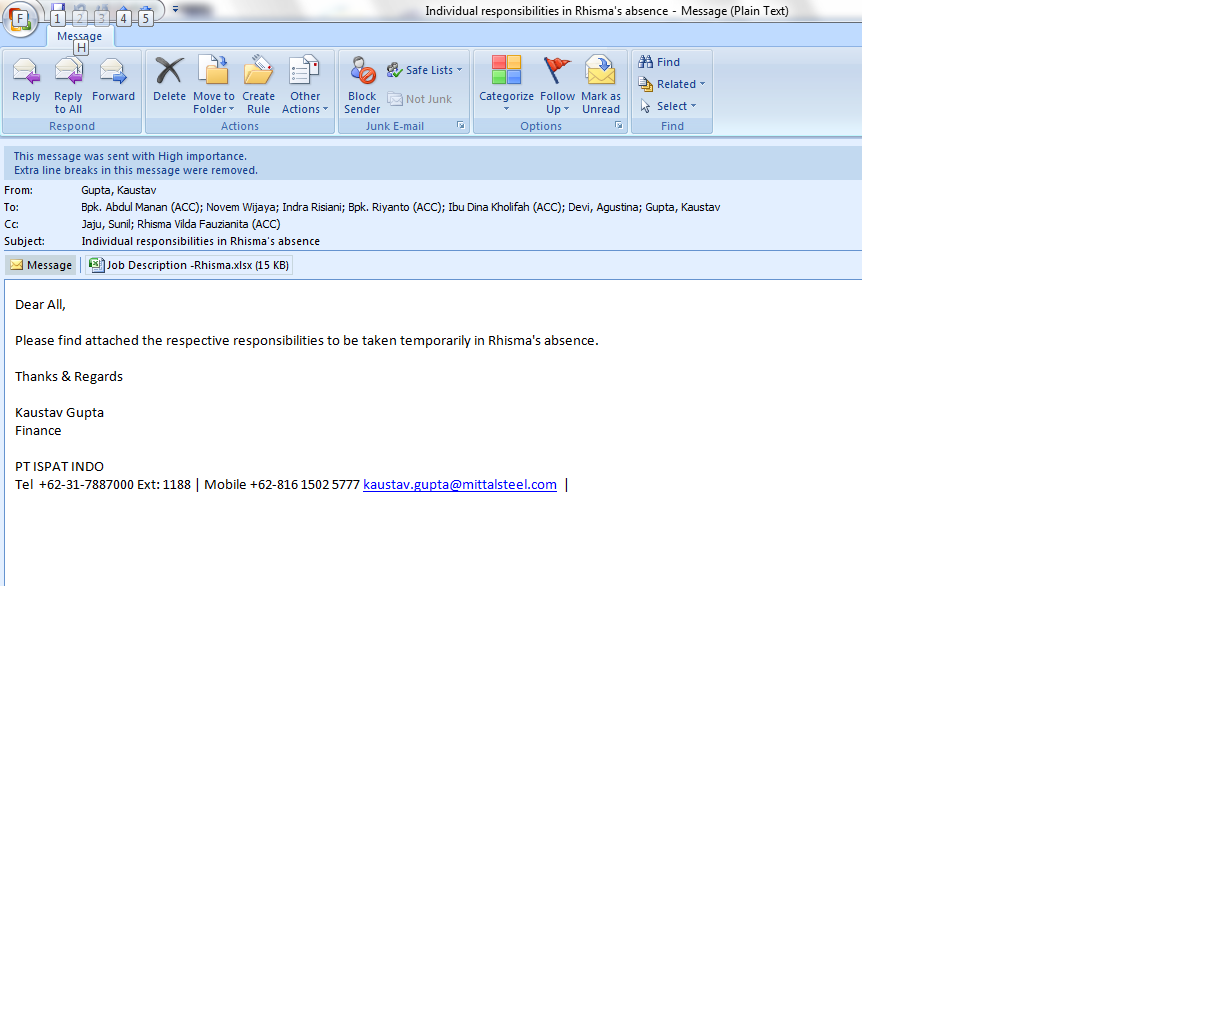 Individual responsibilities in Rhisma's absence - Message (Plain Text)
F 1 2 3 4 5
Message
H
Reply Reply to All Forward
Respond
Delete Move to Folder Create Rule Other Actions
Actions
Block Sender Safe Lists Not Junk
Junk E-mail
Categorize Follow Up Mark as Unread
Options
Find
Related
Select
Find
This message was sent with High importance.
Extra line breaks in this message were removed.
From: Gupta, Kaustav
To: Bpk. Abdul Manan (ACC); Novem Wijaya; Indra Risiani; Bpk. Riyanto (ACC); Ibu Dina Kholifah (ACC); Devi, Agustina; Gupta, Kaustav
Cc: Jaju, Sunil; Rhisma Vilda Fauzianita (ACC)
Subject: Individual responsibilities in Rhisma's absence
Message Job Description -Rhisma.xlsx (15 KB)
Dear All,
Please find attached the respective responsibilities to be taken temporarily in Rhisma's absence.
Thanks & Regards
Kaustav Gupta
Finance
PT ISPAT INDO
Tel +62-31-7887000 Ext: 1188 | Mobile +62-816 1502 5777 kaustav.gupta@mittalsteel.com |